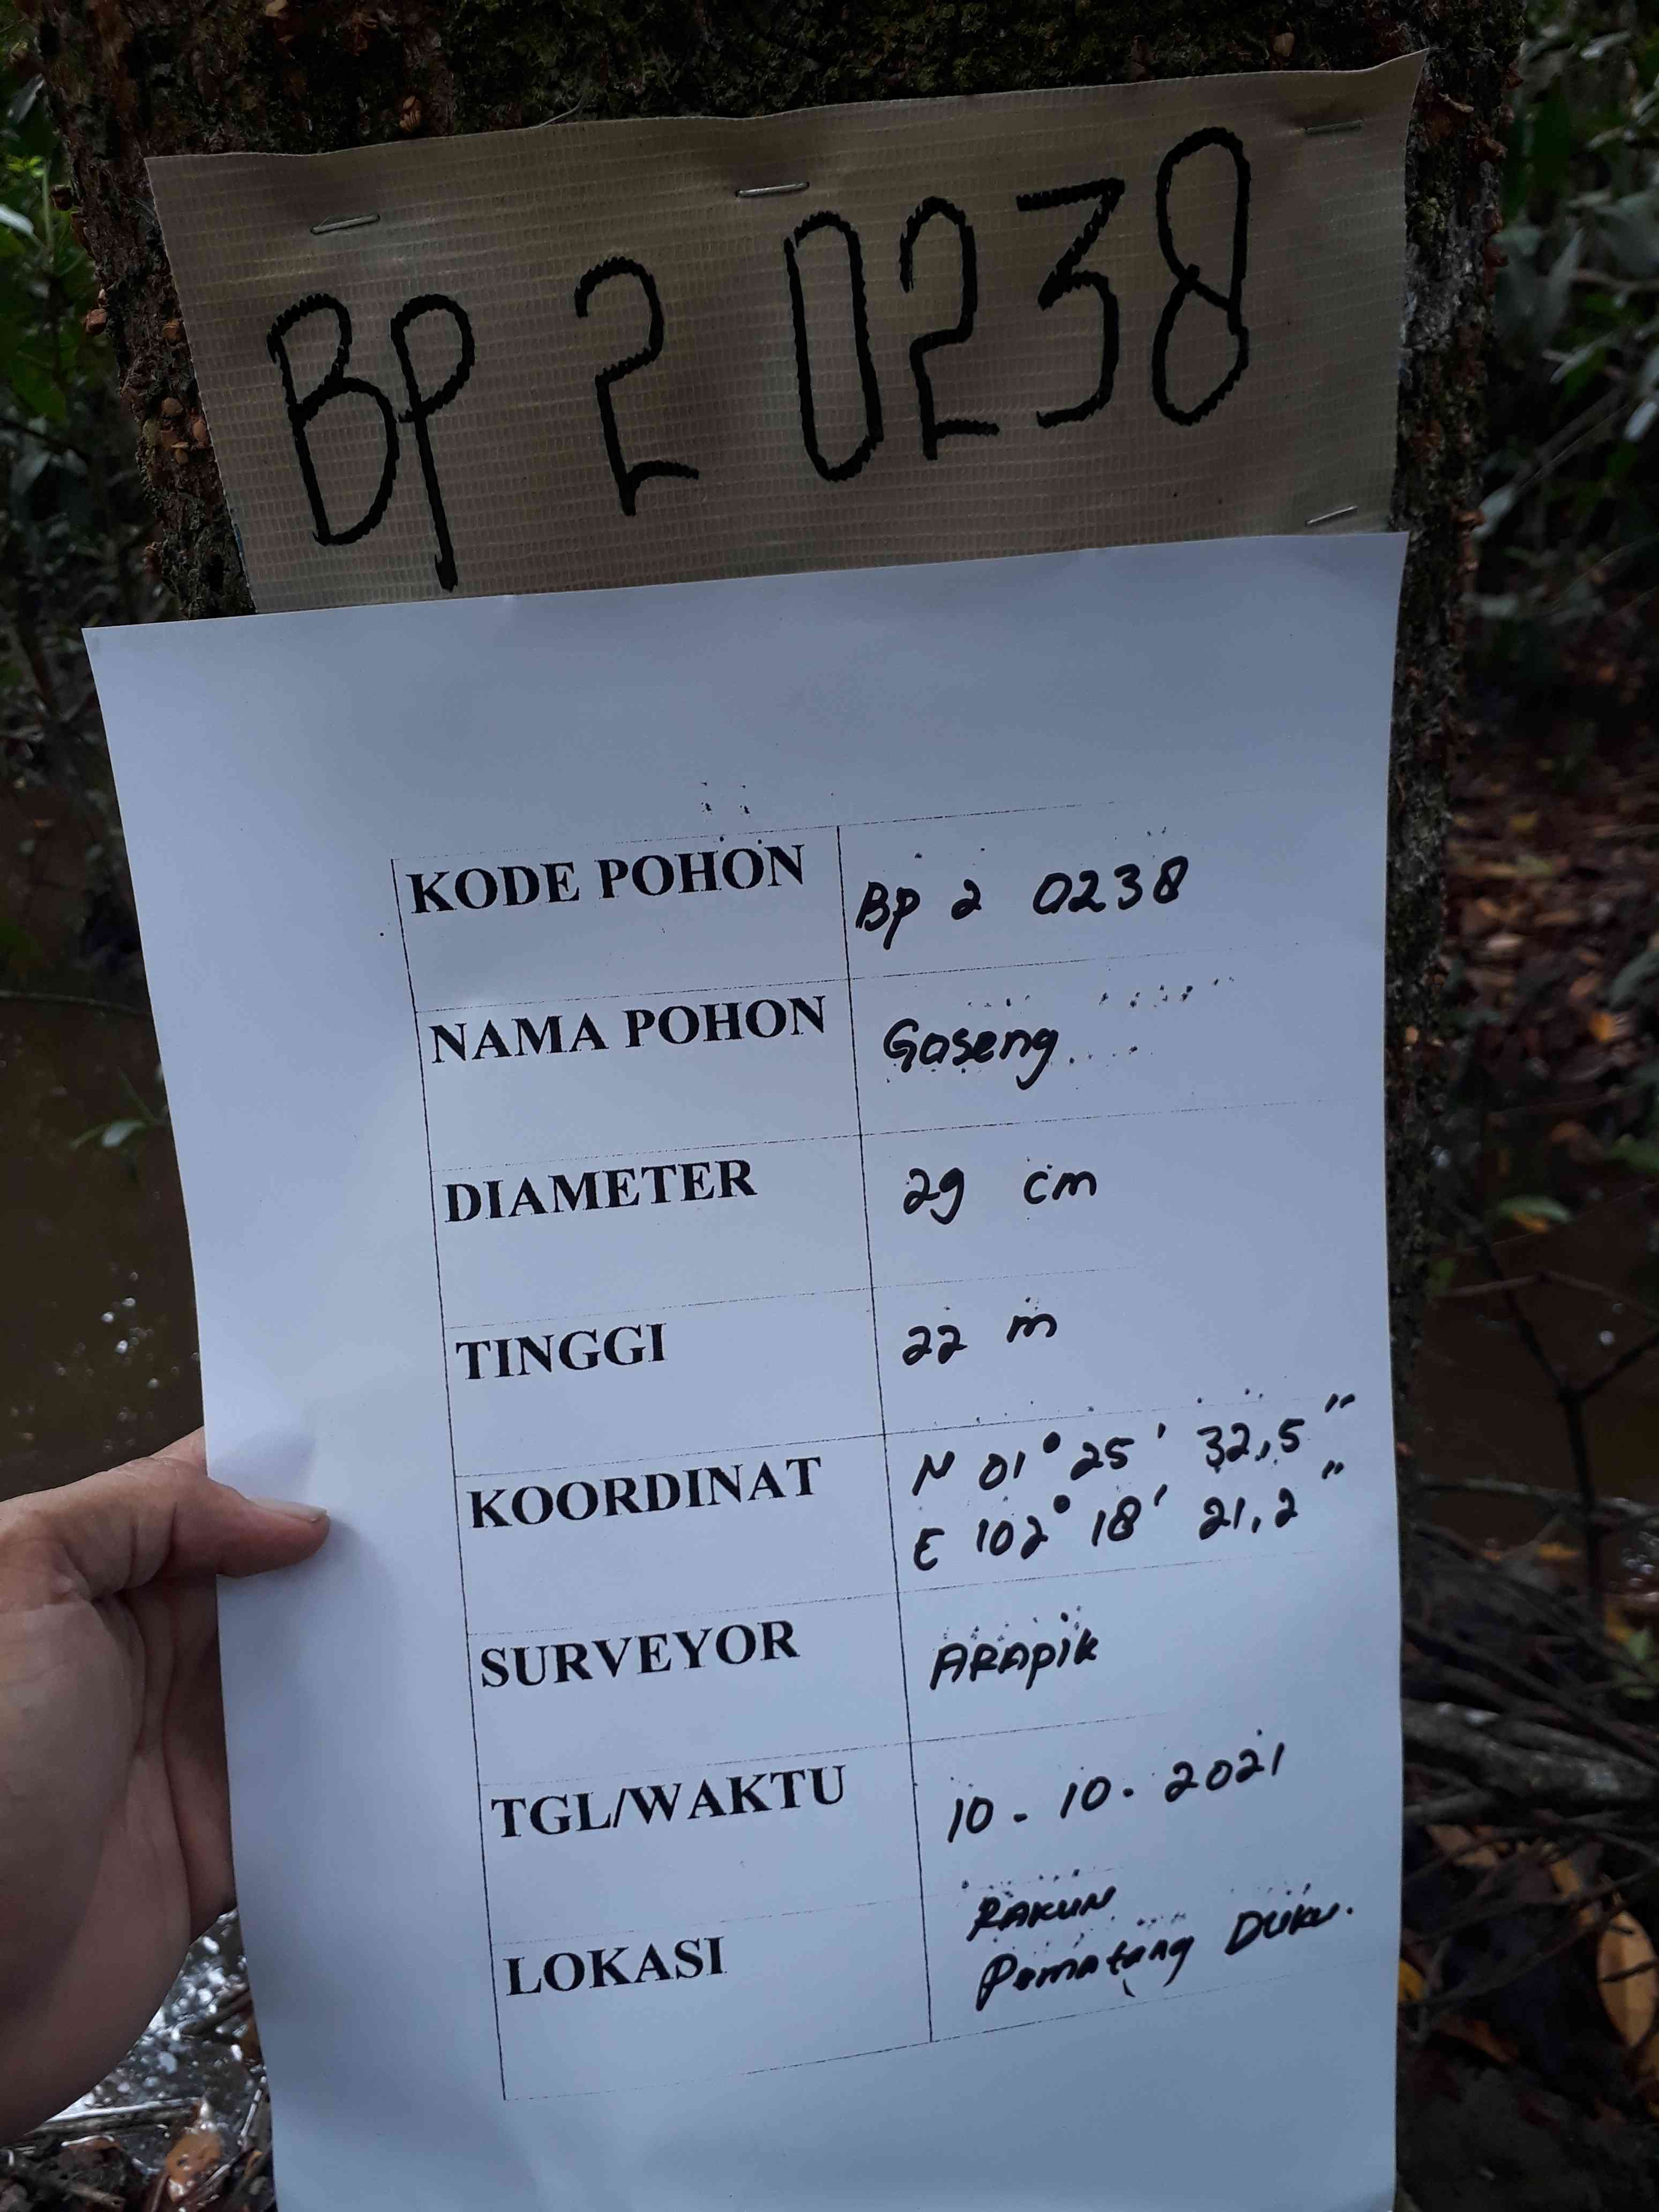 BP 2 0238
KODE POHON BP 2 0238
NAMA POHON Gaseng
DIAMETER 29 cm
TINGGI 22 m
KOORDINAT N 01° 25' 32,5"
E 102° 18' 21,2"
SURVEYOR ARAPIK
TGL/WAKTU 10-10-2021
LOKASI RAKUN
Pematang Duku.